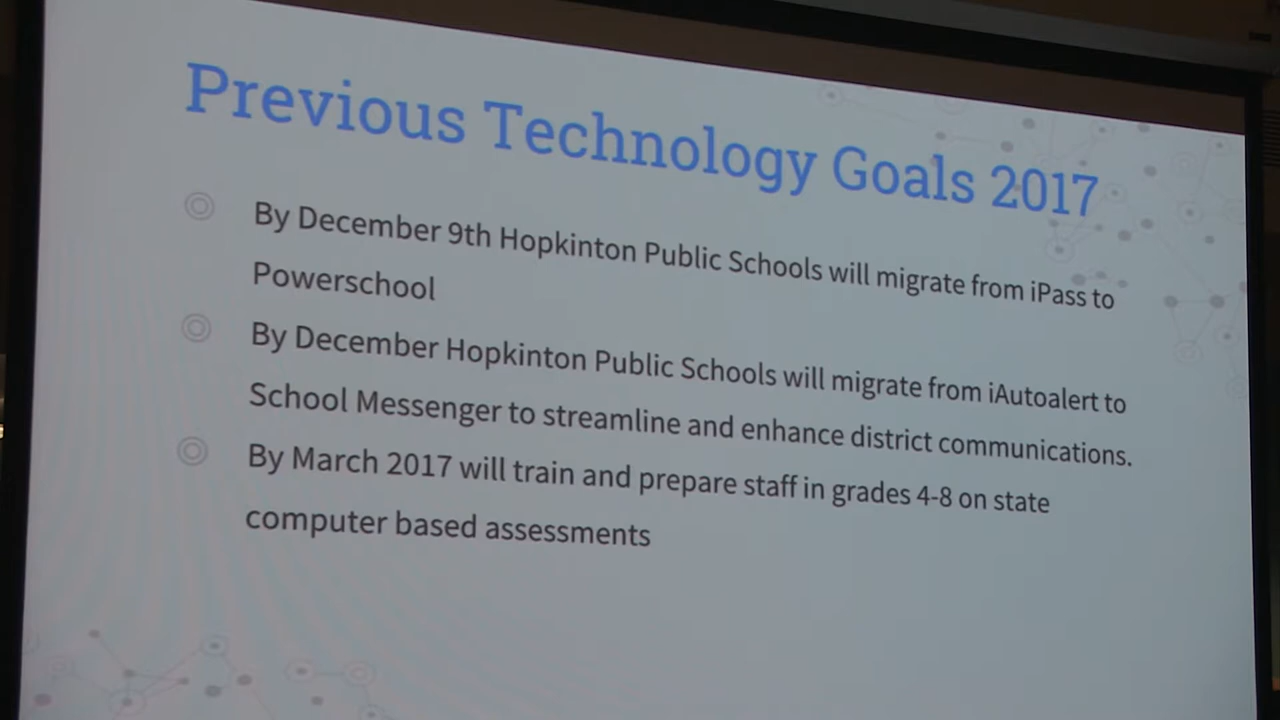 Previous Technology Goals 2017
By December 9th Hopkinton Public Schools will migrate from iPass to
Powerschool
By December Hopkinton Public Schools will migrate from iAutoalert to
School Messenger to streamline and enhance district communications.
By March 2017 will train and prepare staff in grades 4-8 on state
computer based assessments